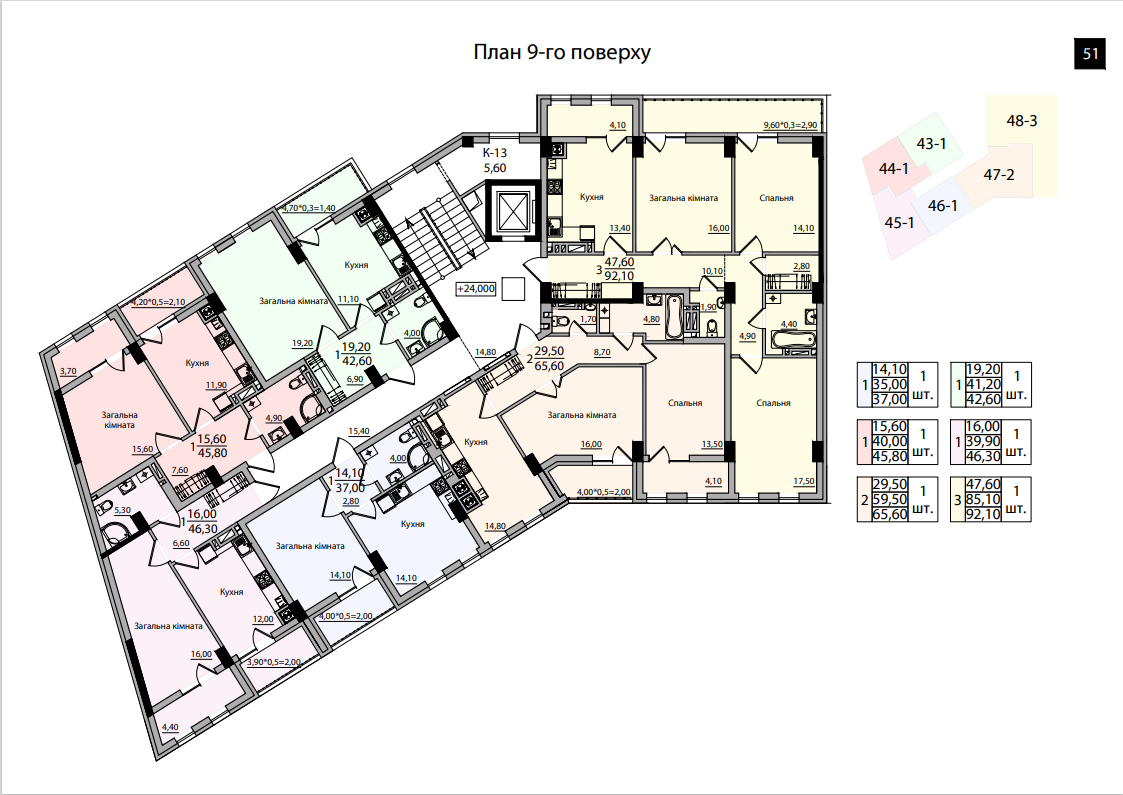 План 9-го поверху
51
К-13
5,60
4,10
9,60*0,3=2,90
48-3
43-1
44-1
47-2
46-1
45-1
Кухня
13,40
Загальна кімната
16,00
Спальня
14,10
4,70*0,3=1,40
Кухня
11,10
Загальна кімната
19,20
4,00
1 19,20
42,60
6,90
+24,000
3 47,60
92,10
10,10
2,80
1,90
4,80
1,70
4,90
4,40
4,20*0,5=2,10
3,70
Кухня
11,90
Загальна
кімната
15,60
4,90
1 15,60
45,80
7,60
14,80
2 29,50
65,60
8,70
Загальна кімната
16,00
Спальня
13,50
Спальня
17,50
4,10
4,00*0,5=2,00
Кухня
14,80
15,40
4,00
1 14,10
37,00
2,80
Кухня
14,10
Загальна кімната
14,10
4,00*0,5=2,00
5,30
1 16,00
46,30
6,60
Кухня
12,00
Загальна кімната
16,00
3,90*0,5=2,00
4,40
1 14,10 35,00 37,00 1 шт.
1 19,20 41,20 42,60 1 шт.
1 15,60 40,00 45,80 1 шт.
1 16,00 39,90 46,30 1 шт.
2 29,50 59,50 65,60 1 шт.
3 47,60 85,10 92,10 1 шт.